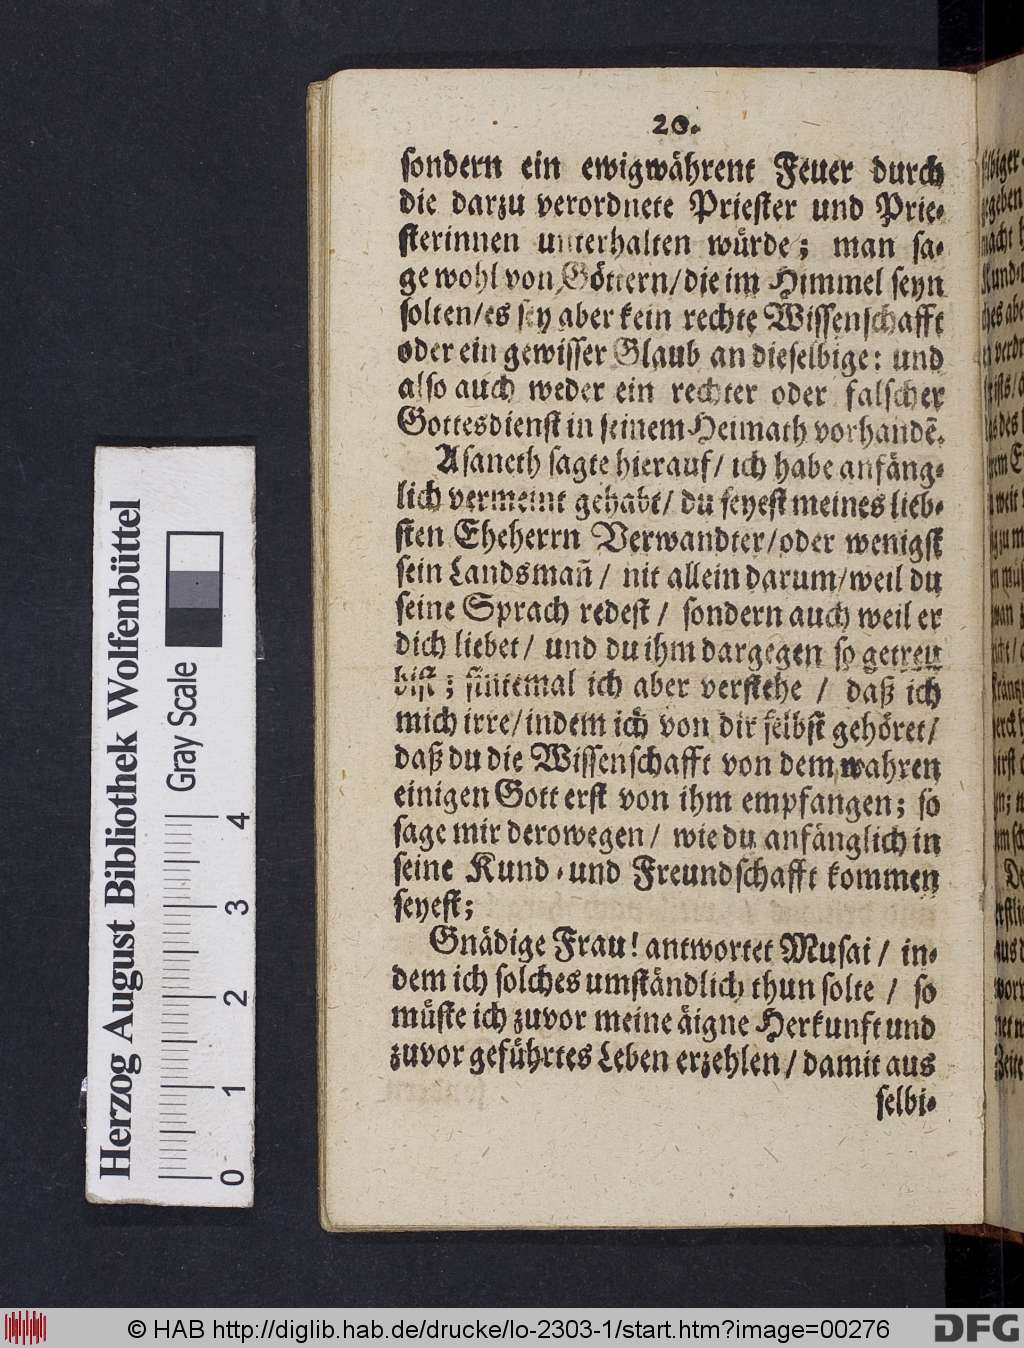 20.
sondern ein ewigwährent Feuer durch
die darzu verordnete Priester und Prie-
sterinnen unterhalten würde; man sa-
ge wohl von Göttern/die im Himmel seyn
solten/es sey aber kein rechte Wissenschafft
oder ein gewisser Glaub an dieselbige: und
also auch weder ein rechter oder falscher
Gottesdienst in seinem Heimath vorhandē.
Asaneth sagte hierauf/ ich habe anfäng-
lich vermeint gehabt/ du seyest meines lieb-
sten Eheherrn Verwandter/oder wenigst
sein Landsmañ/ nit allein darum/weil du
seine Sprach redest/ sondern auch weil er
dich liebet/ und du ihm dargegen so getreu
bist; sintemal ich aber verstehe/ daß ich
mich irre/indem ich von dir selbst gehöret/
daß du die Wissenschafft von dem wahren
einigen Gott erst von ihm empfangen; so
sage mir derowegen/ wie du anfänglich in
seine Kund- und Freundschafft kommen
seyest;
Gnädige Frau! antwortet Musai/ in-
dem ich solches umständlich thun solte/ so
müste ich zuvor meine äigne Herkunft und
zuvor geführtes Leben erzehlen/ damit aus
selbi-
Herzog August Bibliothek Wolfenbüttel
Gray Scale
0 1 2 3 4
© HAB http://diglib.hab.de/drucke/lo-2303-1/start.htm?image=00276
DFG